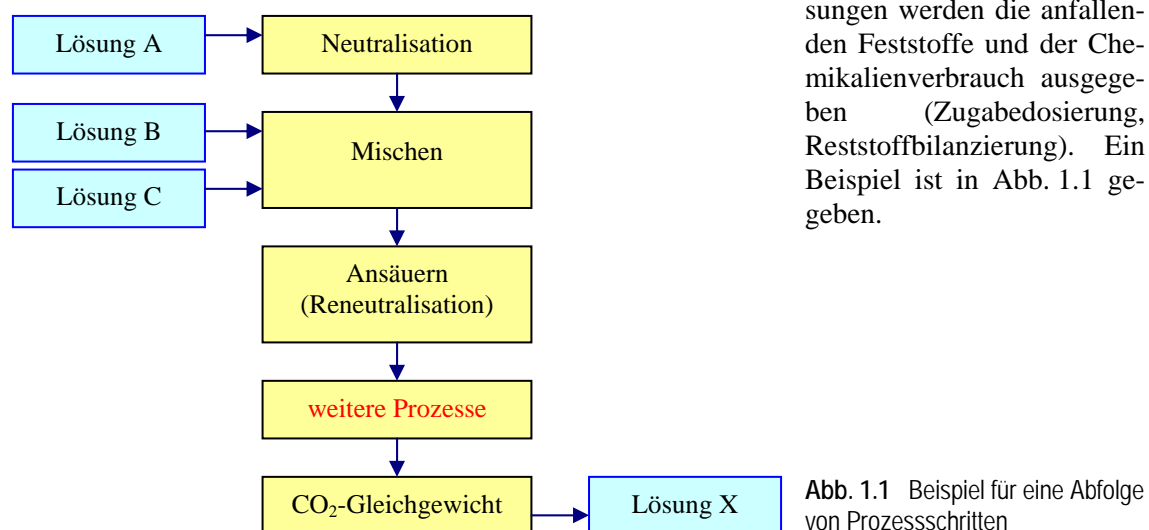 Lösung A
Neutralisation
Lösung B
Lösung C
Mischen
Ansäuern
(Reneutralisation)
weitere Prozesse
CO₂-Gleichgewicht
Lösung X
sungen werden die anfallen-
den Feststoffe und der Che-
mikalienverbrauch ausgege-
ben (Zugabedosierung,
Reststoffbilanzierung). Ein
Beispiel ist in Abb. 1.1 ge-
geben.
Abb. 1.1 Beispiel für eine Abfolge
von Prozessschritten